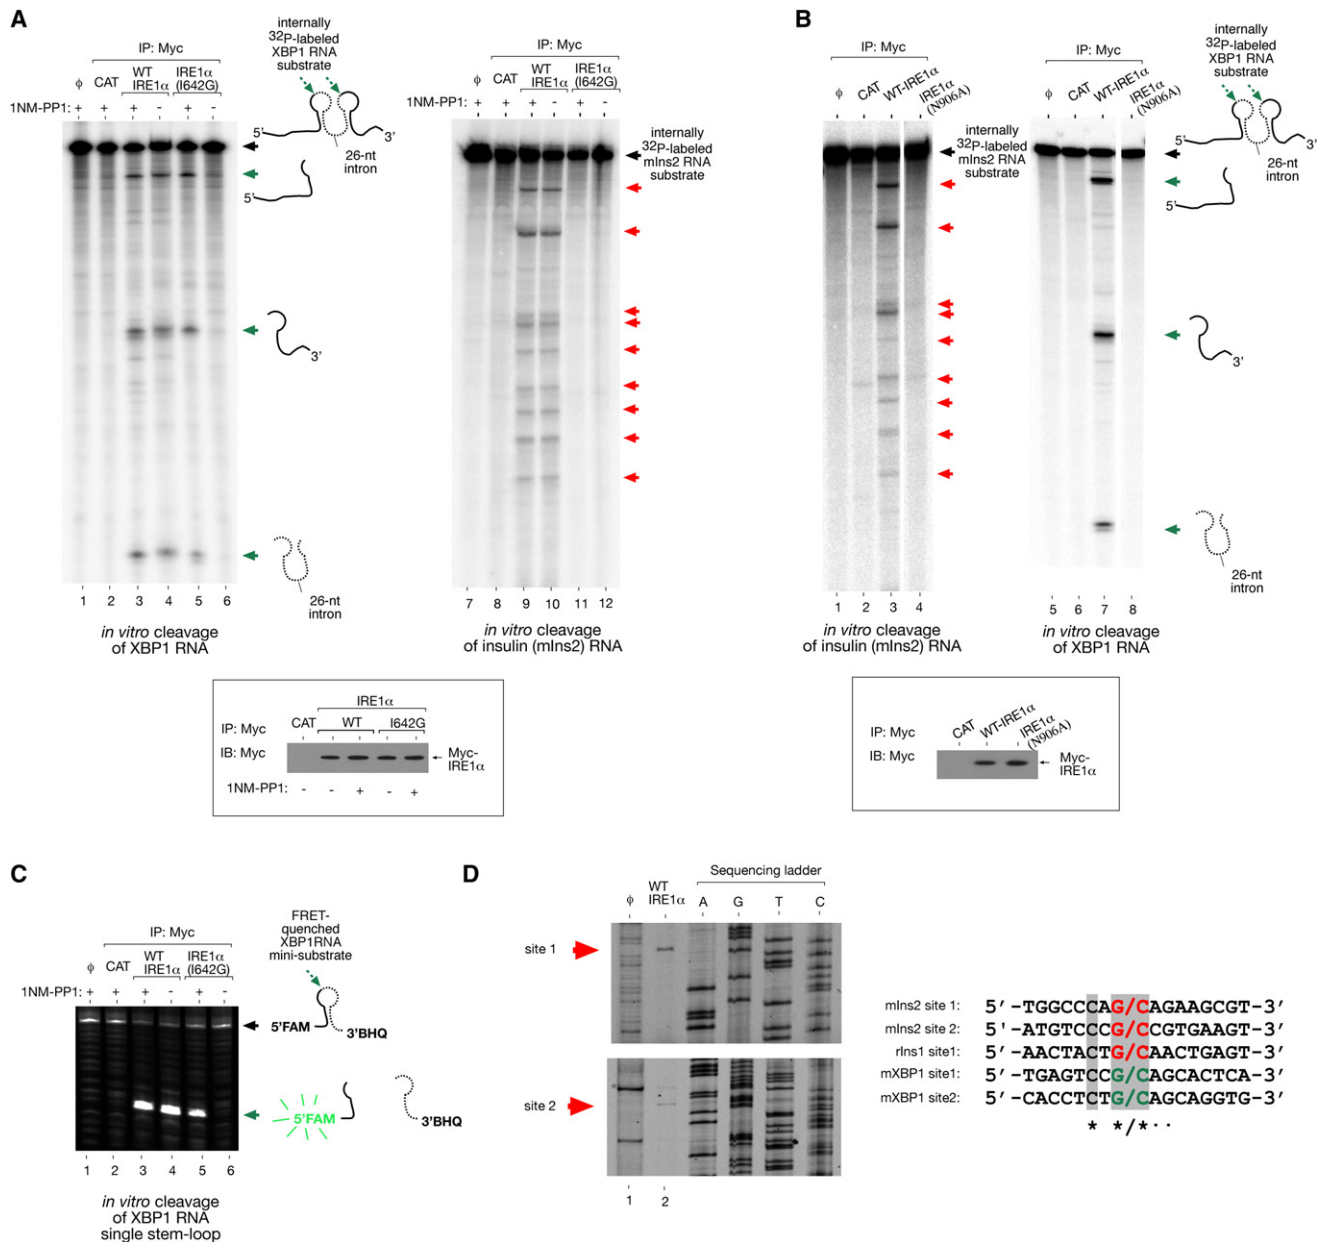 A
IP: Myc
ϕ CAT WT IRE1α IRE1α (I642G)
1NM-PP1: + + + - + -
internally 32P-labeled XBP1 RNA substrate
5' 3'
26-nt intron
5'
3'
26-nt intron
1 2 3 4 5 6
in vitro cleavage of XBP1 RNA
IP: Myc
ϕ CAT WT IRE1α IRE1α (I642G)
1NM-PP1: + + + - + -
internally 32P-labeled mIns2 RNA substrate
7 8 9 10 11 12
in vitro cleavage of insulin (mIns2) RNA
IRE1α
IP: Myc CAT WT I642G
IB: Myc Myc-IRE1α
1NM-PP1: - - + - +
B
IP: Myc
ϕ CAT WT-IRE1α IRE1α (N906A)
internally 32P-labeled mIns2 RNA substrate
1 2 3 4
in vitro cleavage of insulin (mIns2) RNA
IP: Myc
ϕ CAT WT-IRE1α IRE1α (N906A)
internally 32P-labeled XBP1 RNA substrate
5' 3'
26-nt intron
5'
3'
26-nt intron
5 6 7 8
in vitro cleavage of XBP1 RNA
IP: Myc CAT WT-IRE1α IRE1α (N906A)
IB: Myc Myc-IRE1α
C
IP: Myc
ϕ CAT WT IRE1α IRE1α (I642G)
1NM-PP1: + + + - + -
FRET-quenched XBP1RNA mini-substrate
5'FAM 3'BHQ
5'FAM 3'BHQ
1 2 3 4 5 6
in vitro cleavage of XBP1 RNA single stem-loop
D
Sequencing ladder
ϕ WT IRE1α A G T C
site 1
site 2
1 2
mIns2 site 1: 5'-TGGCCCAG/CAGAAGCGT-3'
mIns2 site 2: 5'-ATGTCCCG/CCGTGAAGT-3'
rIns1 site1: 5'-AACTACTG/CAACTGAGT-3'
mXBP1 site1: 5'-TGAGTCCG/CAGCACTCA-3'
mXBP1 site2: 5'-CACCTCTG/CAGCAGGTG-3'
* */*··